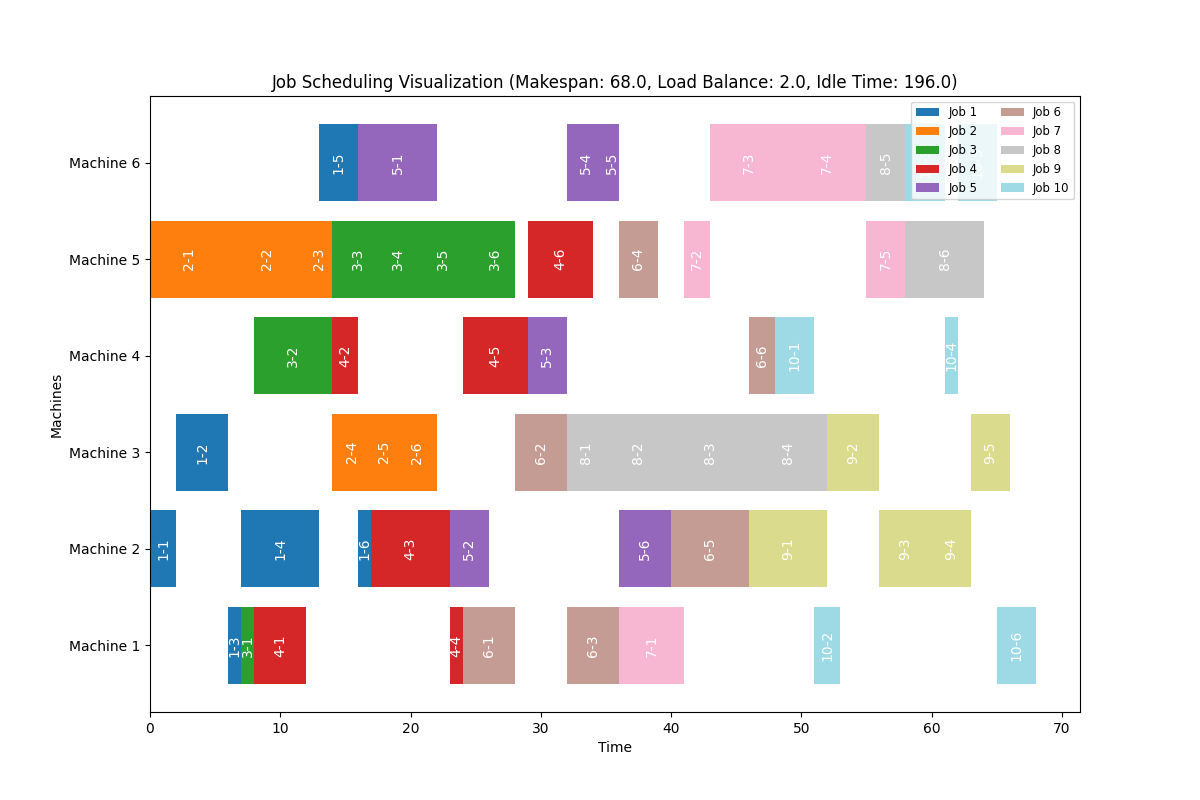 Job Scheduling Visualization (Makespan: 68.0, Load Balance: 2.0, Idle Time: 196.0)
Job 1 Job 6
Job 2 Job 7
Job 3 Job 8
Job 4 Job 9
Job 5 Job 10
Machine 6
1-5 5-1 5-4 5-5 7-3 7-4 8-5
Machine 5
2-1 2-2 2-3 3-3 3-4 3-5 3-6 4-6 6-4 7-2 7-5 8-6
Machine 4
3-2 4-2 4-5 5-3 6-6 10-1 10-4
Machine 3
1-2 2-4 2-5 2-6 6-2 8-1 8-2 8-3 8-4 9-2 9-5
Machine 2
1-1 1-4 1-6 4-3 5-2 5-6 6-5 9-1 9-3 9-4
Machine 1
1-3 3-1 4-1 4-4 6-1 6-3 7-1 10-2 10-6
Machines
0 10 20 30 40 50 60 70
Time